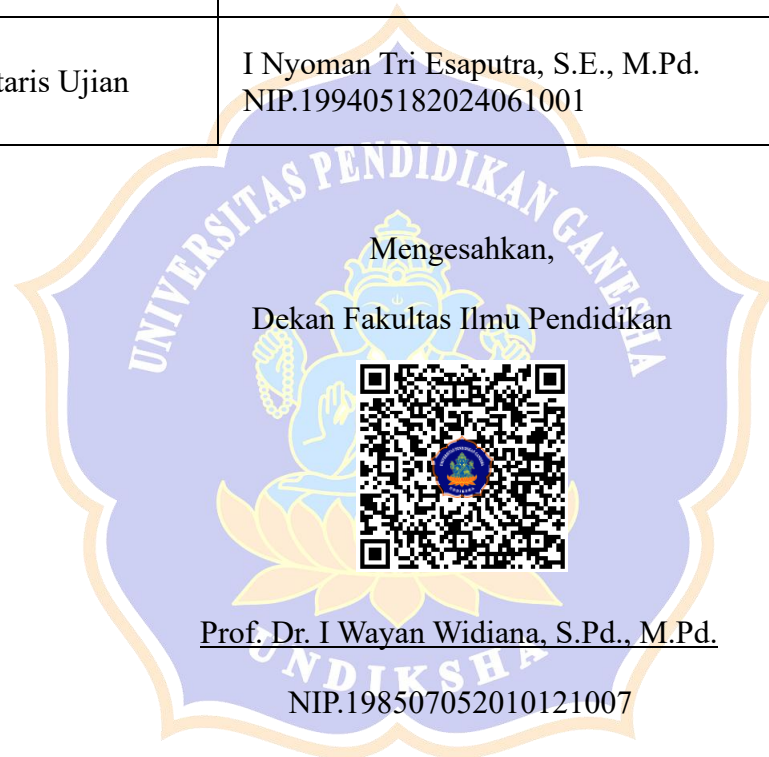 taris Ujian
I Nyoman Tri Esaputra, S.E., M.Pd.
NIP.199405182024061001
UNIVERSITAS PENDIDIKAN GANESHA
Mengesahkan,
Dekan Fakultas Ilmu Pendidikan
Prof. Dr. I Wayan Widiana, S.Pd., M.Pd.
UNDIKSHA
NIP.198507052010121007